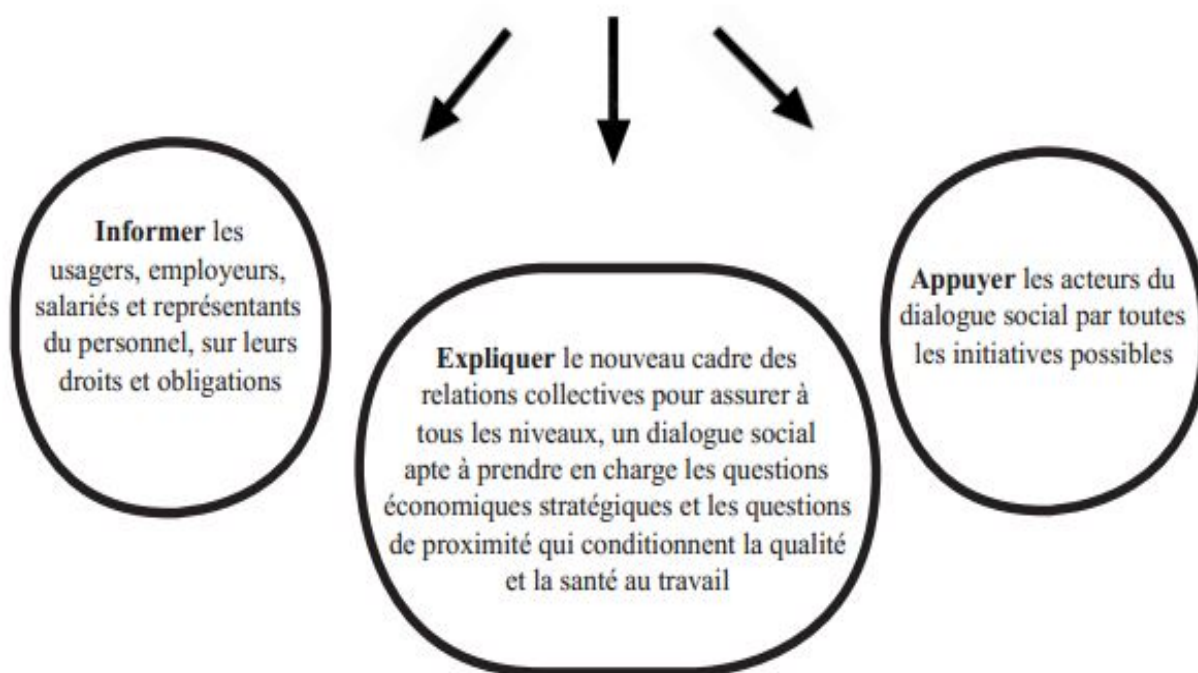 Informer les
usagers, employeurs,
salariés et représentants
du personnel, sur leurs
droits et obligations
Expliquer le nouveau cadre des
relations collectives pour assurer à
tous les niveaux, un dialogue social
apte à prendre en charge les questions
économiques stratégiques et les questions
de proximité qui conditionnent la qualité
et la santé au travail
Appuyer les acteurs du
dialogue social par toutes
les initiatives possibles